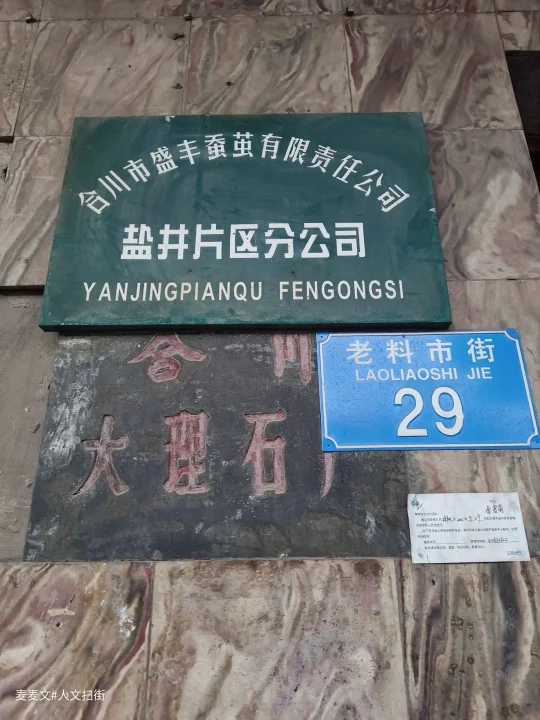 合川市盛丰蚕茧有限责任公司
盐井片区分公司
YANJINGPIANQU FENGONGSI
老料市街
LAOLIAOSHI JIE
29
合川
大理石厂
麦麦文#人文扫街